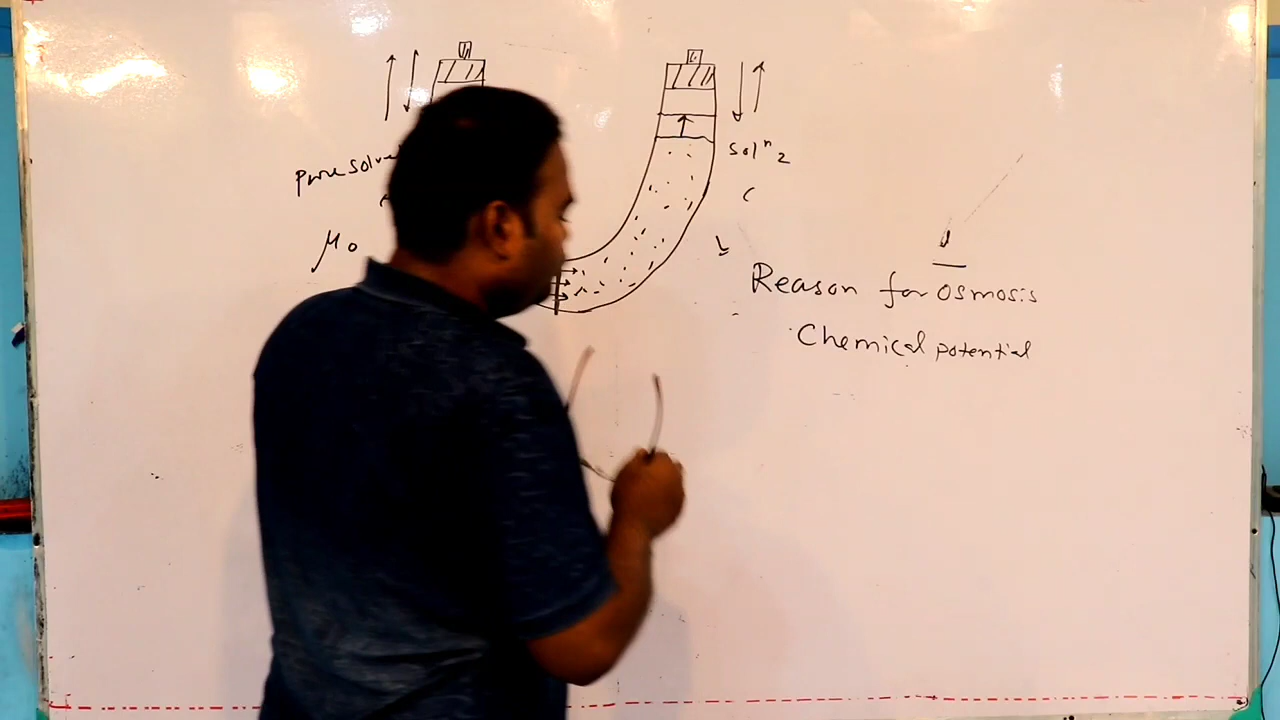 Pure solve
μ0
Solⁿ 2
C
Reason for osmosis
Chemical potential